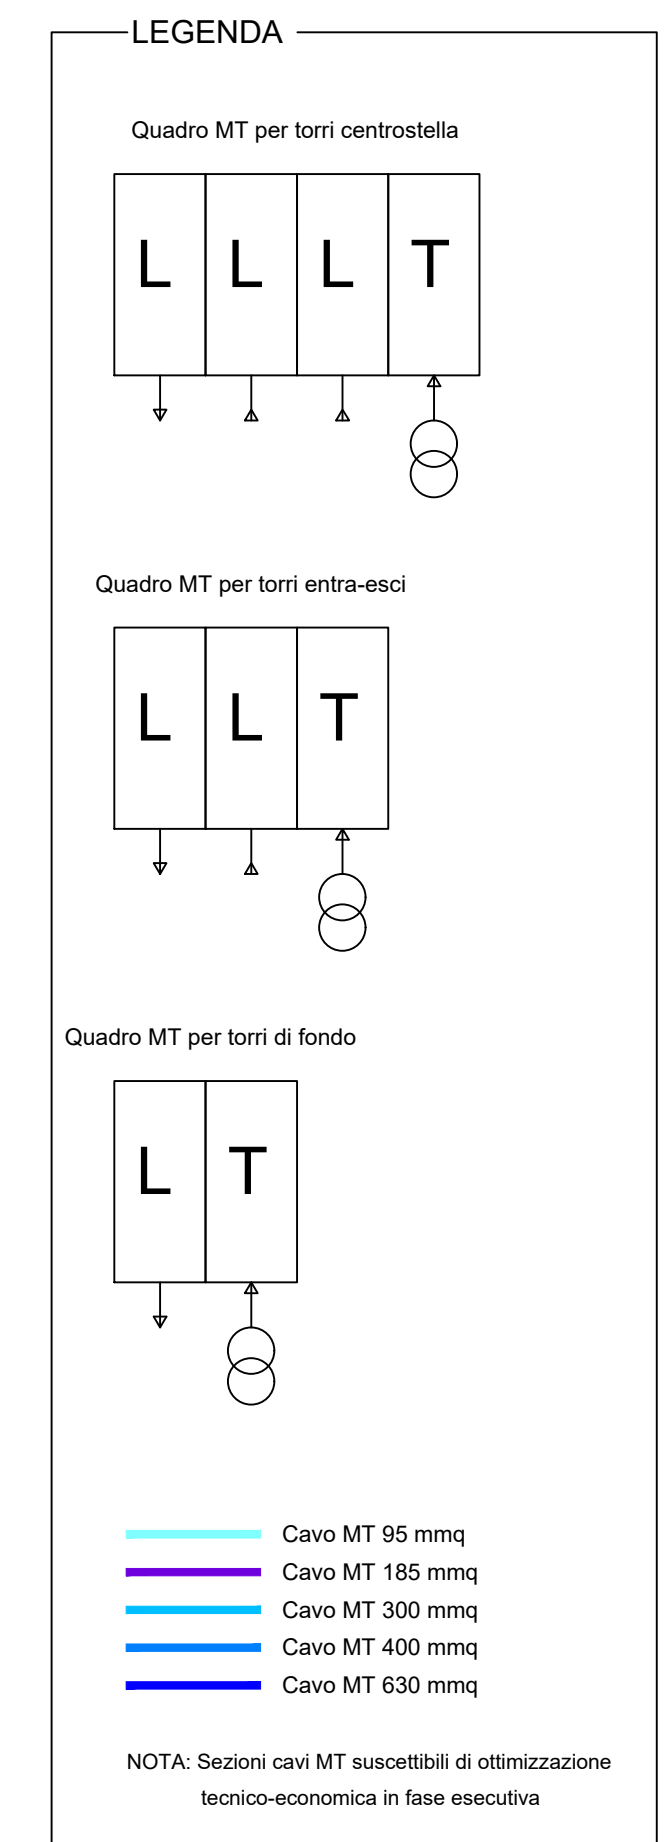 LEGENDA
Quadro MT per torri centrostella
L L L T
Quadro MT per torri entra-esci
L L T
Quadro MT per torri di fondo
L T
Cavo MT 95 mmq
Cavo MT 185 mmq
Cavo MT 300 mmq
Cavo MT 400 mmq
Cavo MT 630 mmq
NOTA: Sezioni cavi MT suscettibili di ottimizzazione
tecnico-economica in fase esecutiva